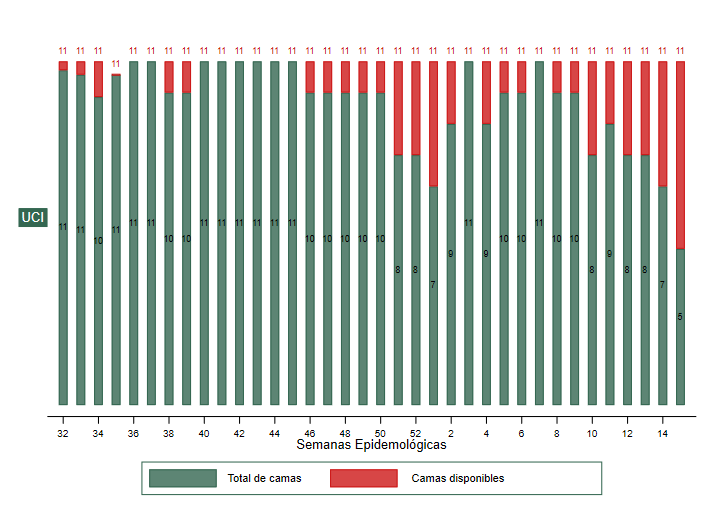 11 11 11 11 11 11 11 11 11 11 11 11 11 11 11 11 11 11 11 11 11 11 11 11 11 11 11 11 11 11 11 11 11 11 11
11
UCI
11 11 10 11 11 11 10 10 11 11 11 11 11 11 10 10 10 10 10 8 8 7 9 11 9 10 10 11 10 10 8 9 8 8 7 5
32 34 36 38 40 42 44 46 48 50 52 2 4 6 8 10 12 14
Semanas Epidemológicas
Total de camas Camas disponibles